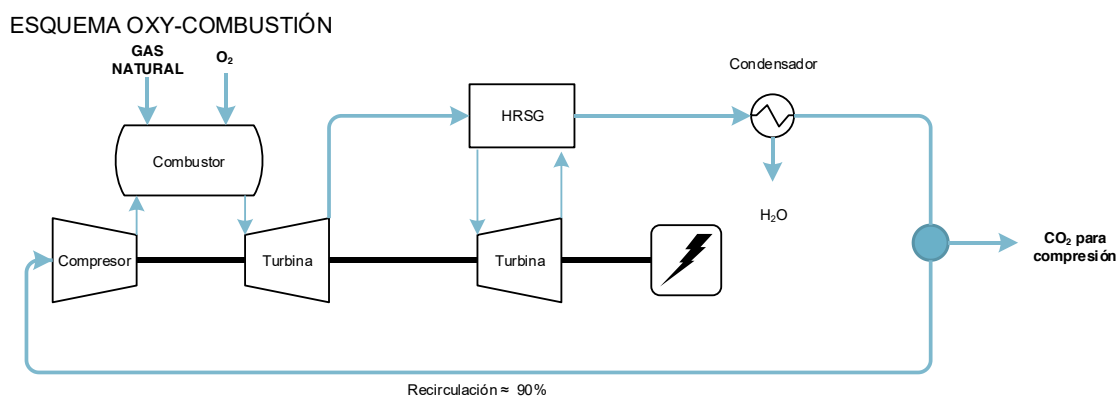 ESQUEMA OXY-COMBUSTIÓN
GAS
NATURAL
O₂
Combustor
HRSG
Condensador
H₂O
Compresor
Turbina
Turbina
CO₂ para
compresión
Recirculación ≈ 90%